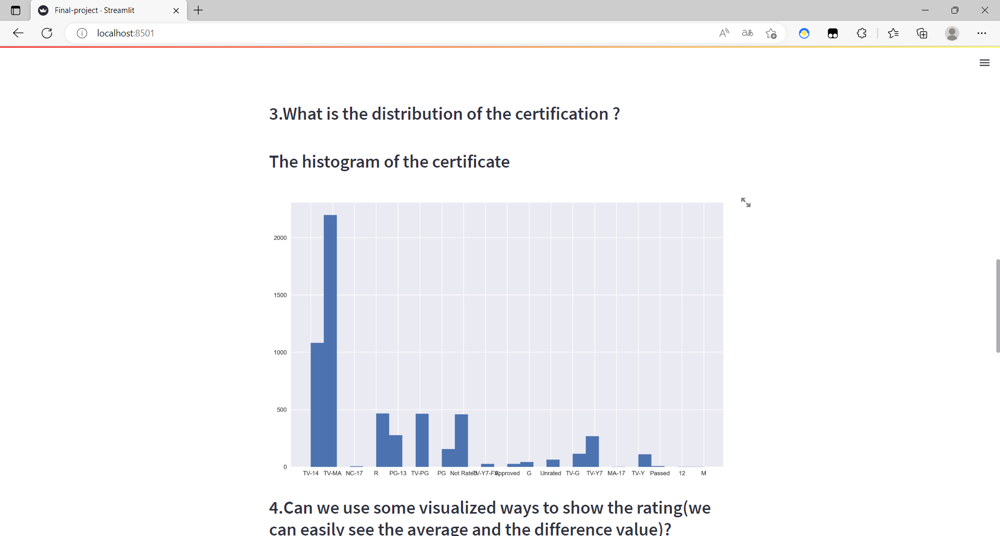 Final-project · Streamlit
localhost:8501
3.What is the distribution of the certification ?
The histogram of the certificate
2000
1500
1000
500
0
TV-14 TV-MA NC-17 R PG-13 TV-PG PG Not Rated TV-Y7-FV Approved G Unrated TV-G TV-Y7 MA-17 TV-Y Passed 12 M
4.Can we use some visualized ways to show the rating(we
can easily see the average and the difference value)?